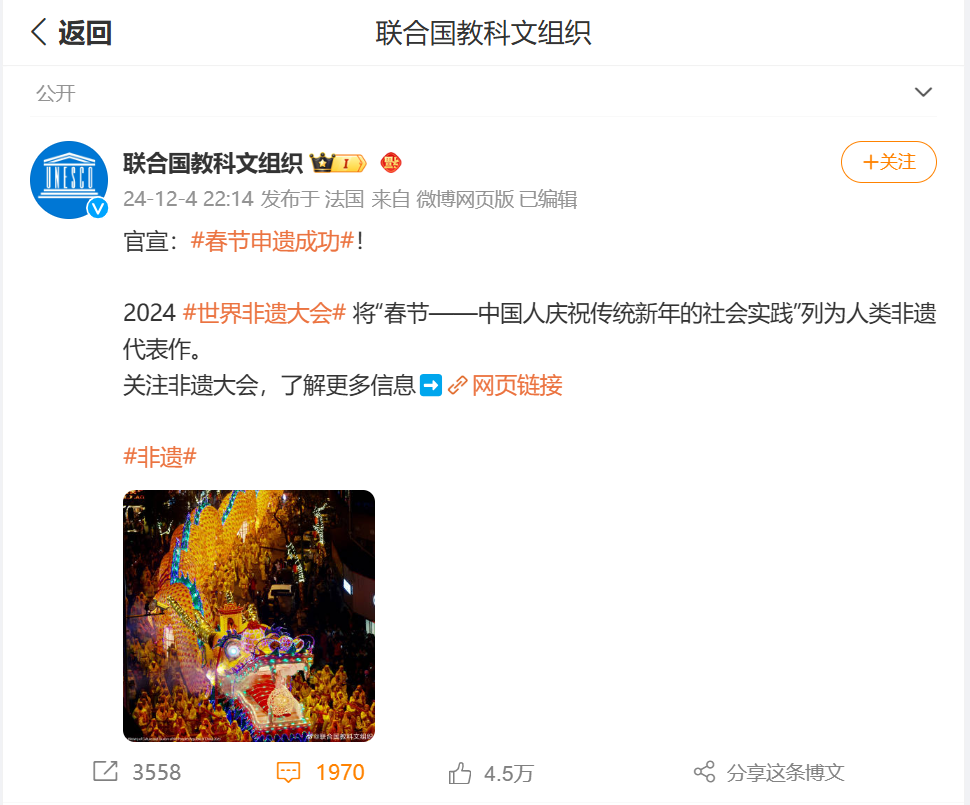 返回
联合国教科文组织
公开
UNESCO
联合国教科文组织 I
+关注
24-12-4 22:14 发布于 法国 来自 微博网页版 已编辑
官宣：#春节申遗成功#！
2024 #世界非遗大会# 将“春节——中国人庆祝传统新年的社会实践”列为人类非遗
代表作。
关注非遗大会，了解更多信息➡ 网页链接
#非遗#
@联合国教科文组织
3558
1970
4.5万
分享这条博文